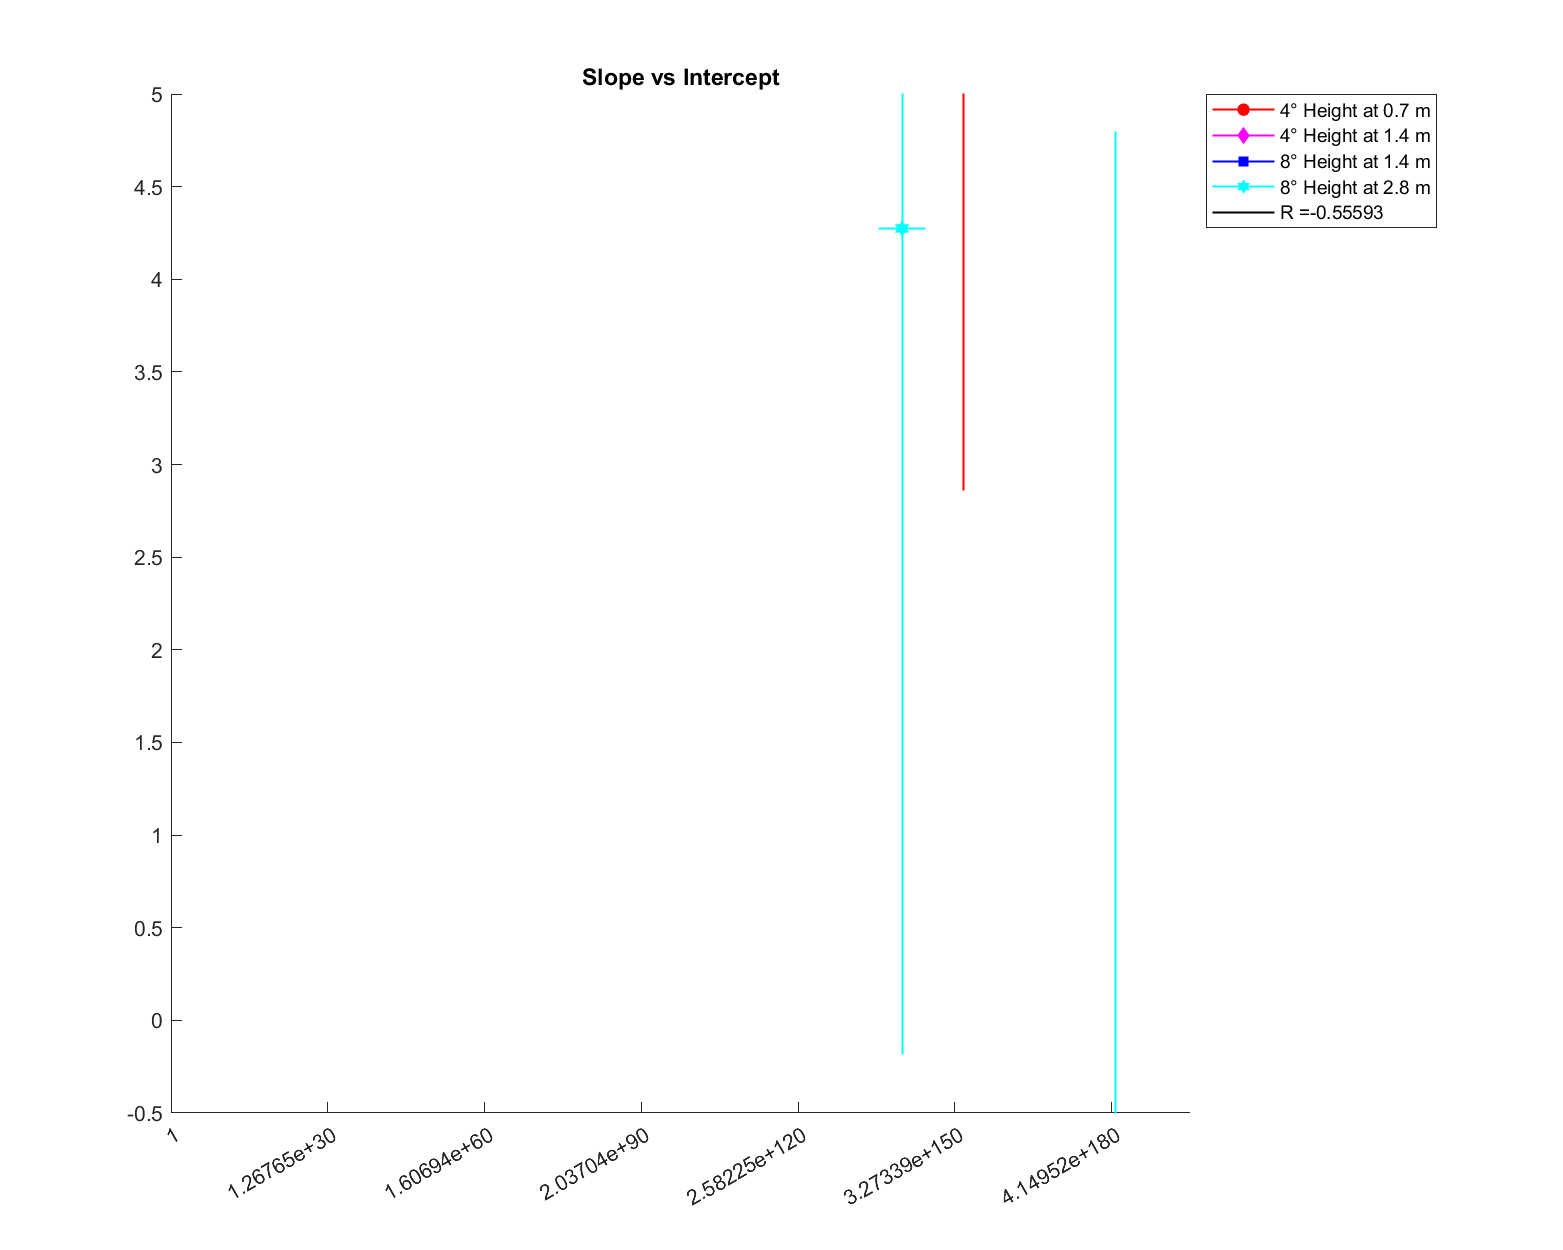 Slope vs Intercept
5
4.5
4
3.5
3
2.5
2
1.5
1
0.5
0
-0.5
1
1.26765e+30
1.60694e+60
2.03704e+90
2.58225e+120
3.27339e+150
4.14952e+180
4° Height at 0.7 m
4° Height at 1.4 m
8° Height at 1.4 m
8° Height at 2.8 m
R =-0.55593